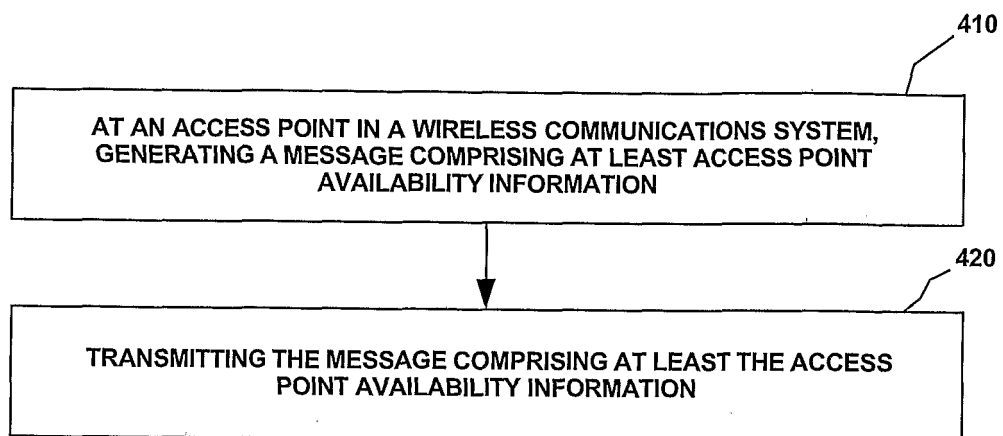 410
AT AN ACCESS POINT IN A WIRELESS COMMUNICATIONS SYSTEM,
GENERATING A MESSAGE COMPRISING AT LEAST ACCESS POINT
AVAILABILITY INFORMATION
420
TRANSMITTING THE MESSAGE COMPRISING AT LEAST THE ACCESS
POINT AVAILABILITY INFORMATION